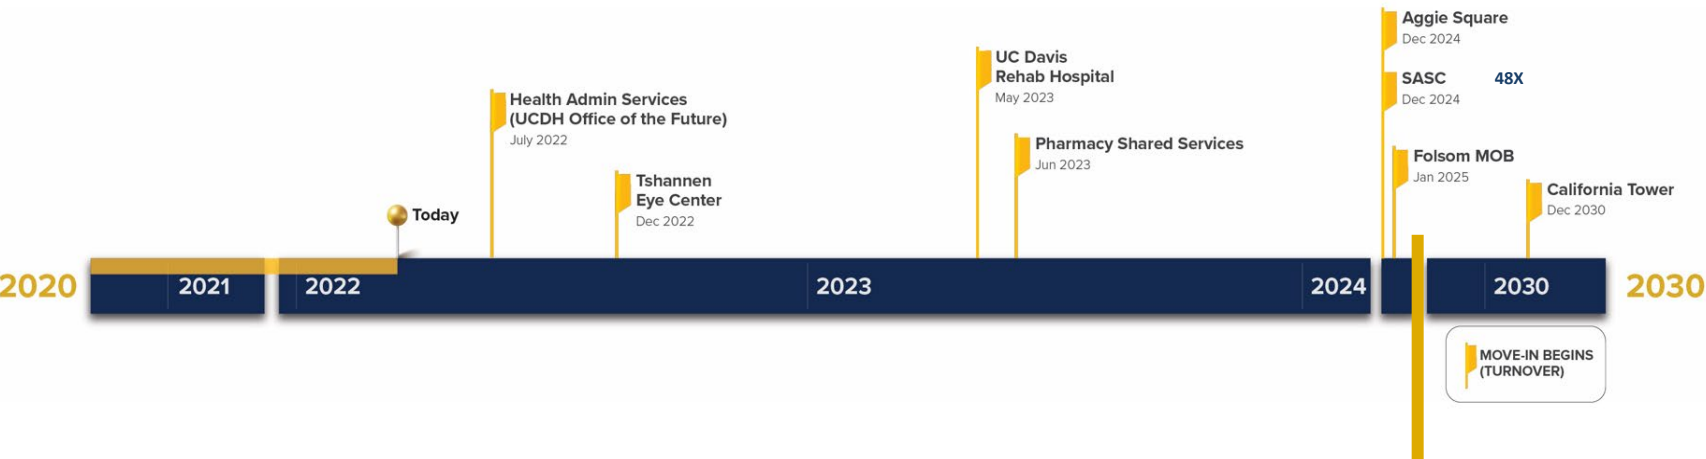 Aggie Square
Dec 2024
SASC 48X
Dec 2024
UC Davis
Rehab Hospital
May 2023
Health Admin Services
(UCDH Office of the Future)
July 2022
Pharmacy Shared Services
Jun 2023
Folsom MOB
Jan 2025
Tshannen
Eye Center
Dec 2022
California Tower
Dec 2030
Today
2020 2021 2022 2023 2024 2030 2030
MOVE-IN BEGINS
(TURNOVER)